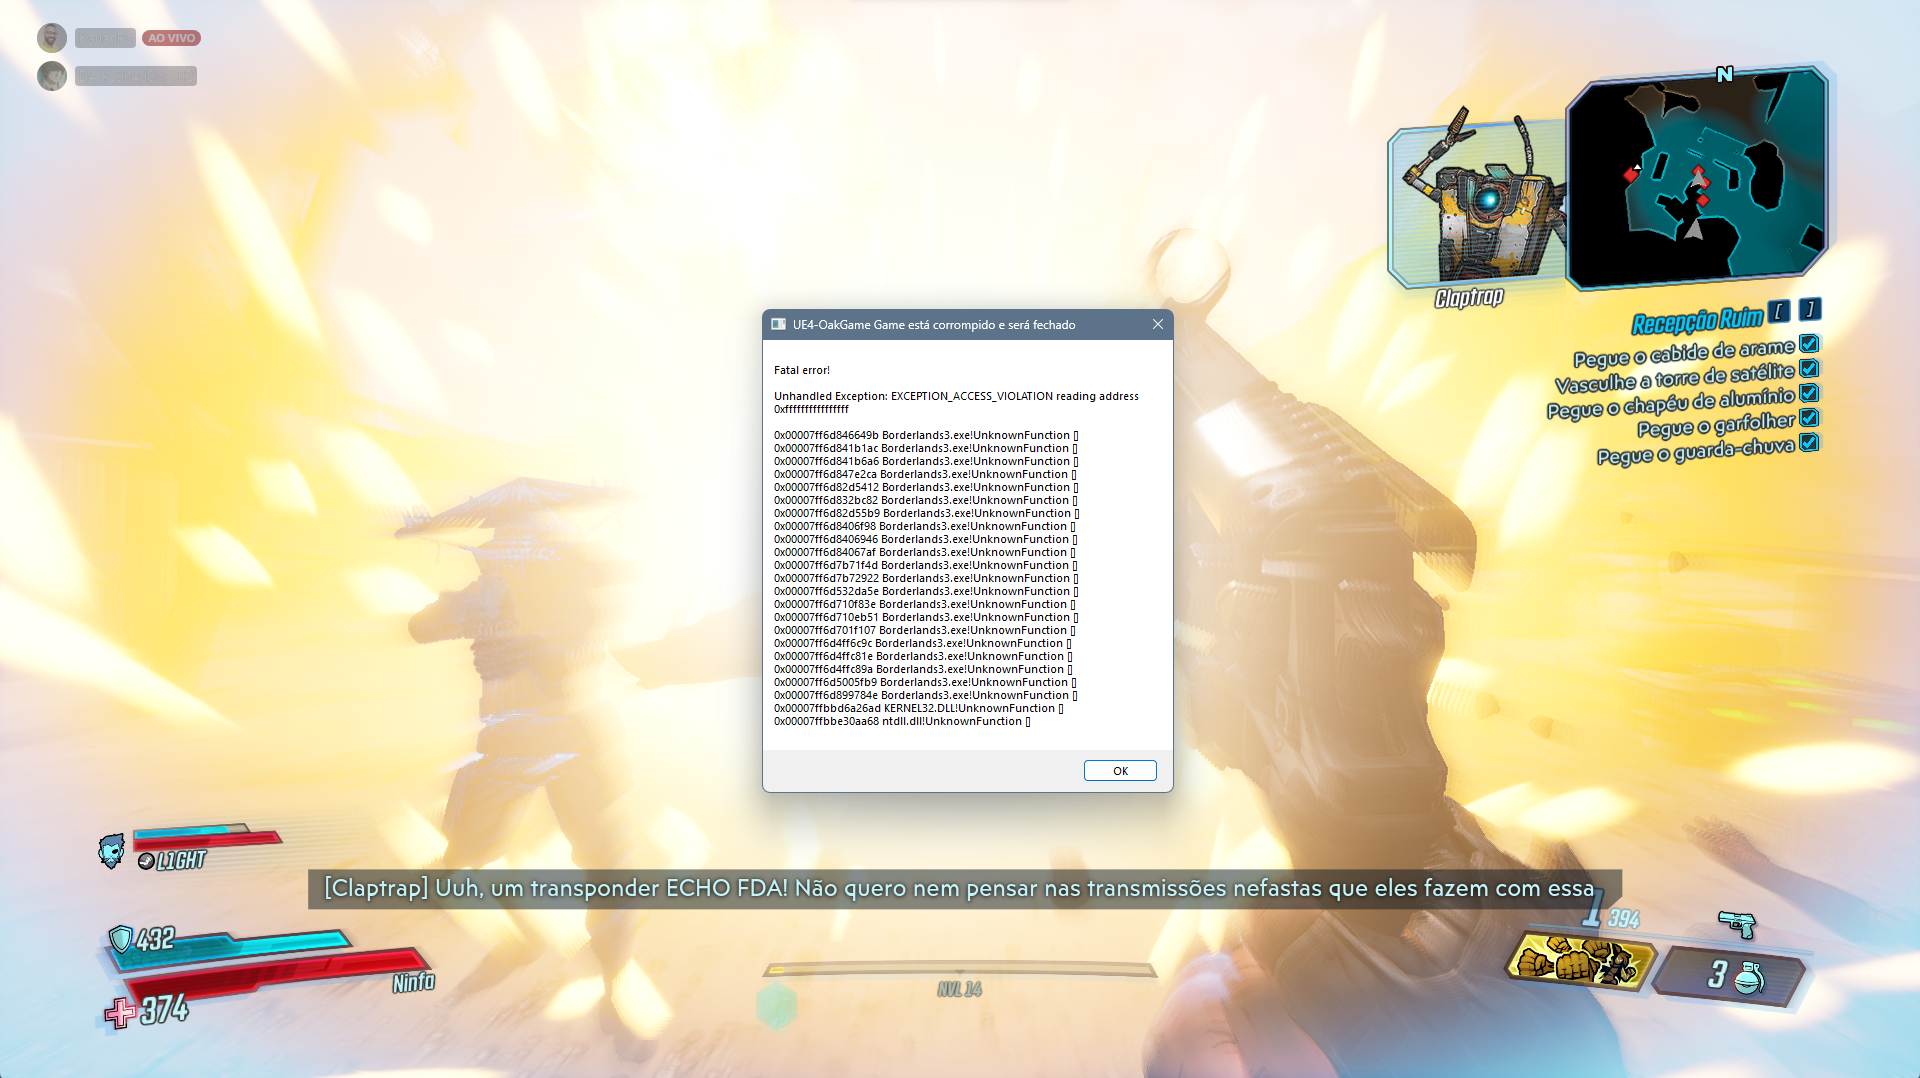 AO VIVO
N
Claptrap
Recepção Ruim [ ]
Pegue o cabide de arame
Vasculhe a torre de satélite
Pegue o chapéu de alumínio
Pegue o garfolher
Pegue o guarda-chuva
UE4-OakGame Game está corrompido e será fechado
Fatal error!
Unhandled Exception: EXCEPTION_ACCESS_VIOLATION reading address
0xffffffffffffffff
0x00007ff6d846649b Borderlands3.exe!UnknownFunction []
0x00007ff6d841b1ac Borderlands3.exe!UnknownFunction []
0x00007ff6d841b6a6 Borderlands3.exe!UnknownFunction []
0x00007ff6d847e2ca Borderlands3.exe!UnknownFunction []
0x00007ff6d82d5412 Borderlands3.exe!UnknownFunction []
0x00007ff6d832bc82 Borderlands3.exe!UnknownFunction []
0x00007ff6d82d55b9 Borderlands3.exe!UnknownFunction []
0x00007ff6d8406f98 Borderlands3.exe!UnknownFunction []
0x00007ff6d8406946 Borderlands3.exe!UnknownFunction []
0x00007ff6d84067af Borderlands3.exe!UnknownFunction []
0x00007ff6d7b71f4d Borderlands3.exe!UnknownFunction []
0x00007ff6d7b72922 Borderlands3.exe!UnknownFunction []
0x00007ff6d532da5e Borderlands3.exe!UnknownFunction []
0x00007ff6d710f83e Borderlands3.exe!UnknownFunction []
0x00007ff6d710eb51 Borderlands3.exe!UnknownFunction []
0x00007ff6d701f107 Borderlands3.exe!UnknownFunction []
0x00007ff6d4ff6c9c Borderlands3.exe!UnknownFunction []
0x00007ff6d4ffc81e Borderlands3.exe!UnknownFunction []
0x00007ff6d4ffc89a Borderlands3.exe!UnknownFunction []
0x00007ff6d5005fb9 Borderlands3.exe!UnknownFunction []
0x00007ff6d899784e Borderlands3.exe!UnknownFunction []
0x00007ffbbd6a26ad KERNEL32.DLL!UnknownFunction []
0x00007ffbbe30aa68 ntdll.dll!UnknownFunction []
OK
L1GHT
[Claptrap] Uuh, um transponder ECHO FDA! Não quero nem pensar nas transmissões nefastas que eles fazem com essa
432
Ninfa
374
NVL 14
1 394
3